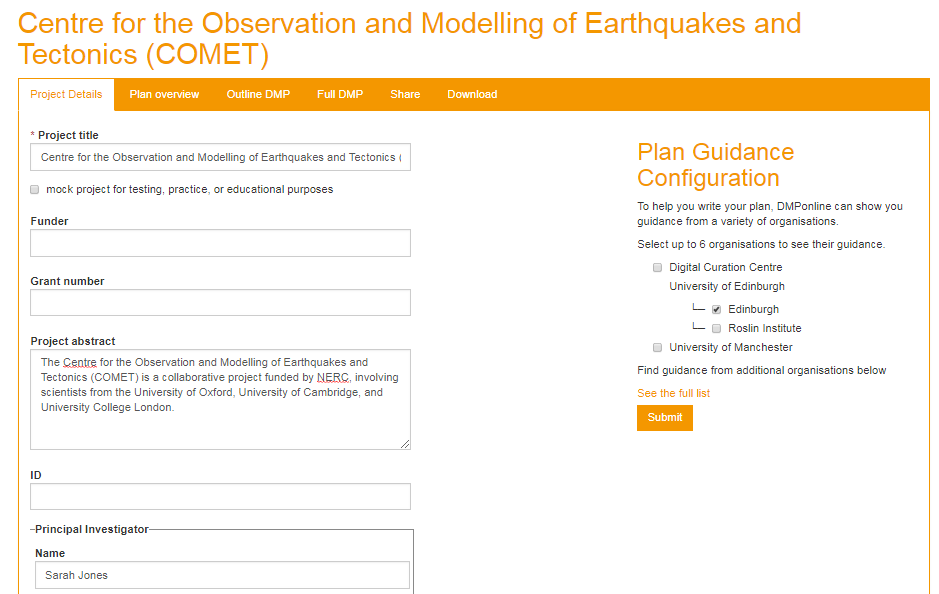 Centre for the Observation and Modelling of Earthquakes and
Tectonics (COMET)
Project Details Plan overview Outline DMP Full DMP Share Download
* Project title
Centre for the Observation and Modelling of Earthquakes and Tectonics (
mock project for testing, practice, or educational purposes
Funder
Grant number
Project abstract
The Centre for the Observation and Modelling of Earthquakes and
Tectonics (COMET) is a collaborative project funded by NERC, involving
scientists from the University of Oxford, University of Cambridge, and
University College London.
ID
Principal Investigator
Name
Sarah Jones
Plan Guidance
Configuration
To help you write your plan, DMPonline can show you
guidance from a variety of organisations.
Select up to 6 organisations to see their guidance.
Digital Curation Centre
University of Edinburgh
Edinburgh
Roslin Institute
University of Manchester
Find guidance from additional organisations below
See the full list
Submit